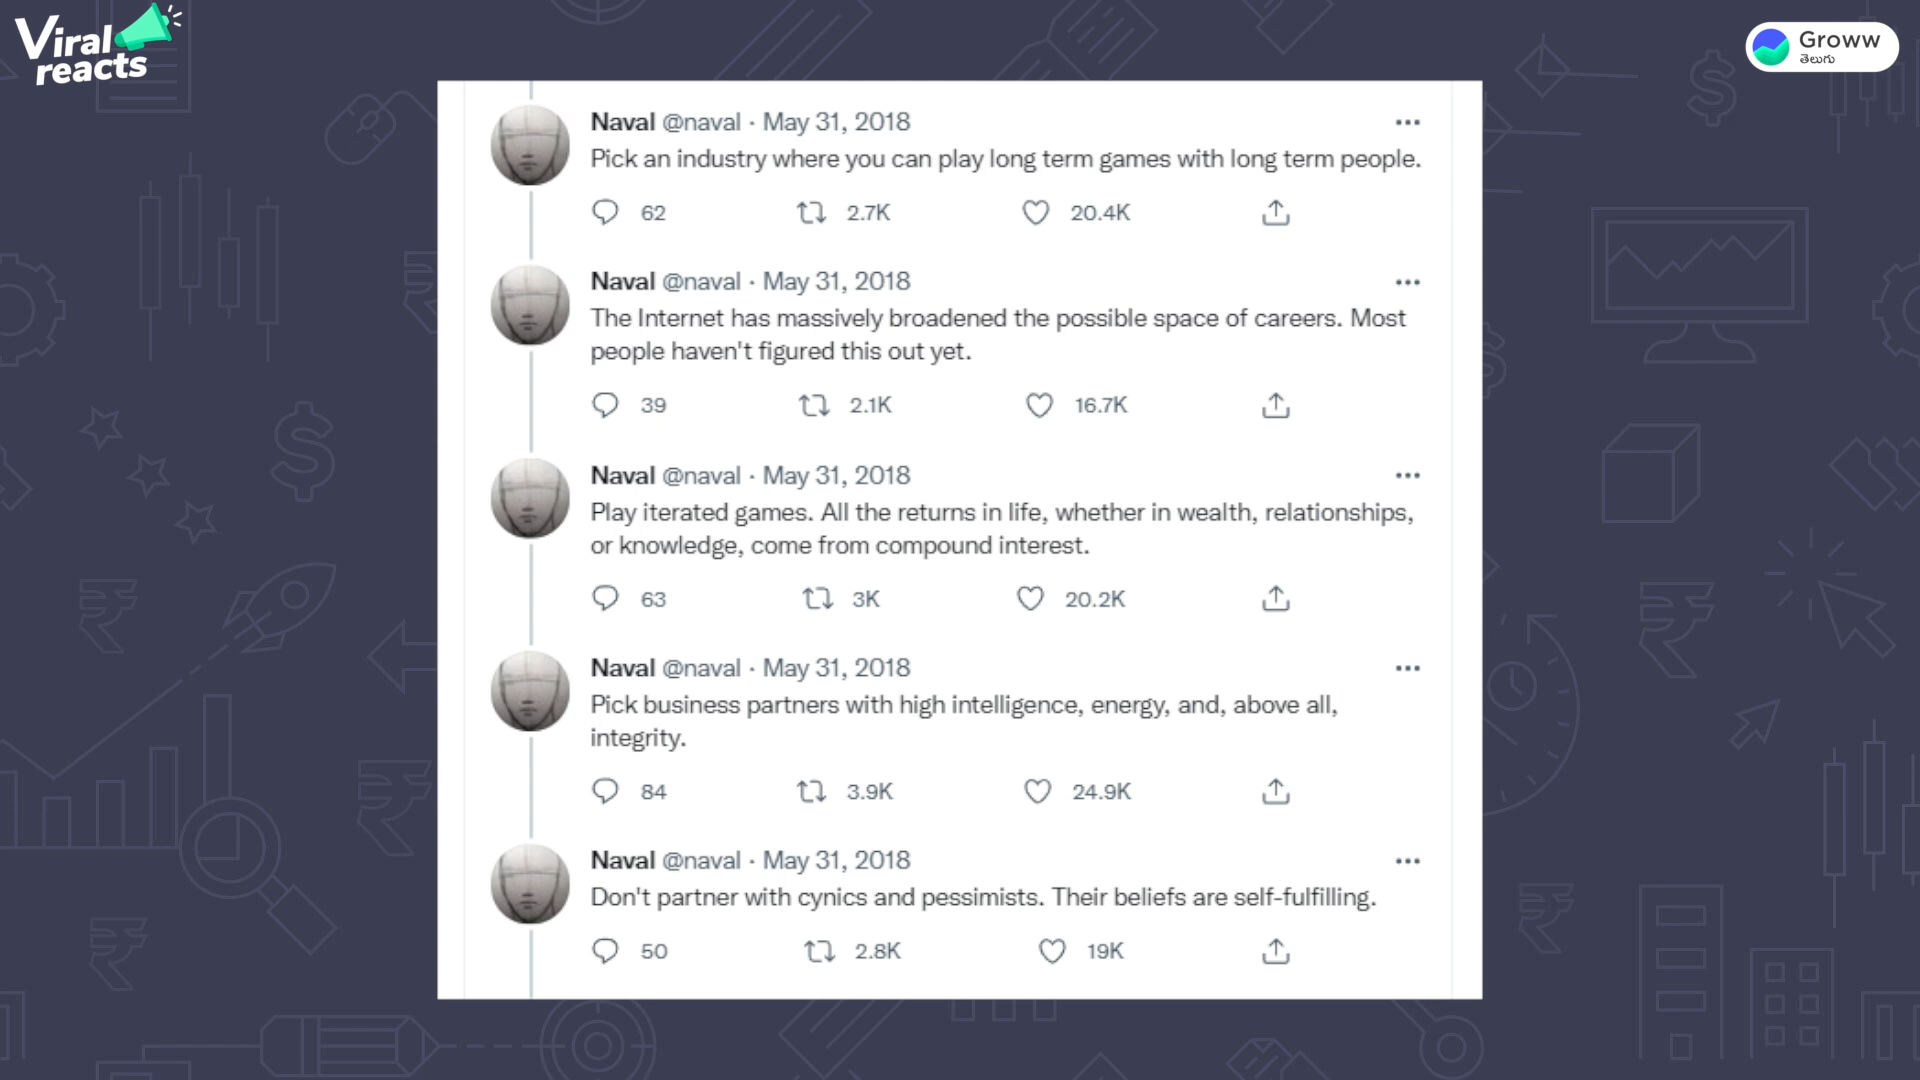 Viral
reacts
Groww
తెలుగు
Naval @naval · May 31, 2018
Pick an industry where you can play long term games with long term people.
62 2.7K 20.4K
Naval @naval · May 31, 2018
The Internet has massively broadened the possible space of careers. Most
people haven't figured this out yet.
39 2.1K 16.7K
Naval @naval · May 31, 2018
Play iterated games. All the returns in life, whether in wealth, relationships,
or knowledge, come from compound interest.
63 3K 20.2K
Naval @naval · May 31, 2018
Pick business partners with high intelligence, energy, and, above all,
integrity.
84 3.9K 24.9K
Naval @naval · May 31, 2018
Don't partner with cynics and pessimists. Their beliefs are self-fulfilling.
50 2.8K 19K